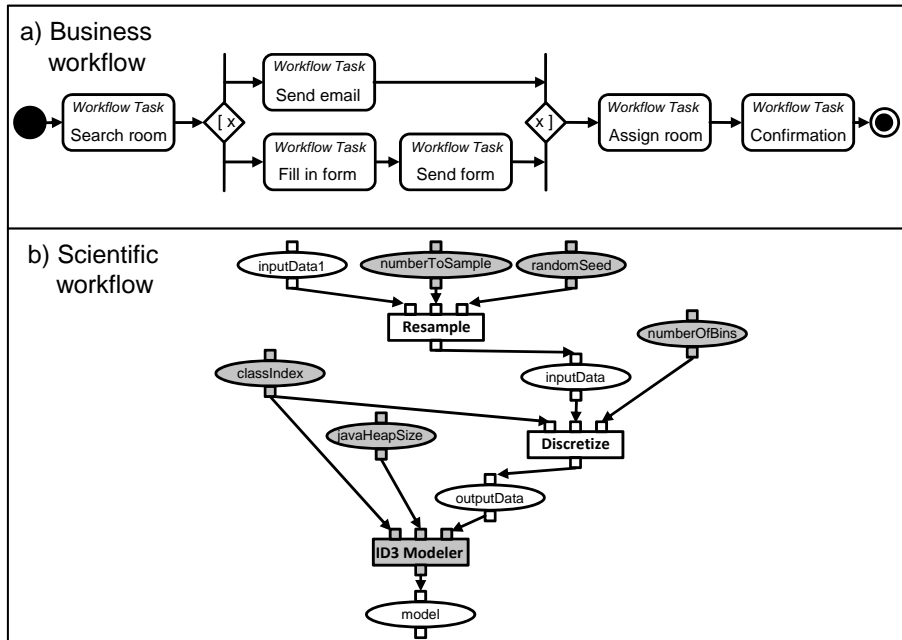 a) Business
workflow
Workflow Task
Search room
[ x
Workflow Task
Send email
Workflow Task
Fill in form
Workflow Task
Send form
x ]
Workflow Task
Assign room
Workflow Task
Confirmation
b) Scientific
workflow
inputData1
numberToSample
randomSeed
Resample
numberOfBins
classIndex
inputData
javaHeapSize
Discretize
outputData
ID3 Modeler
model